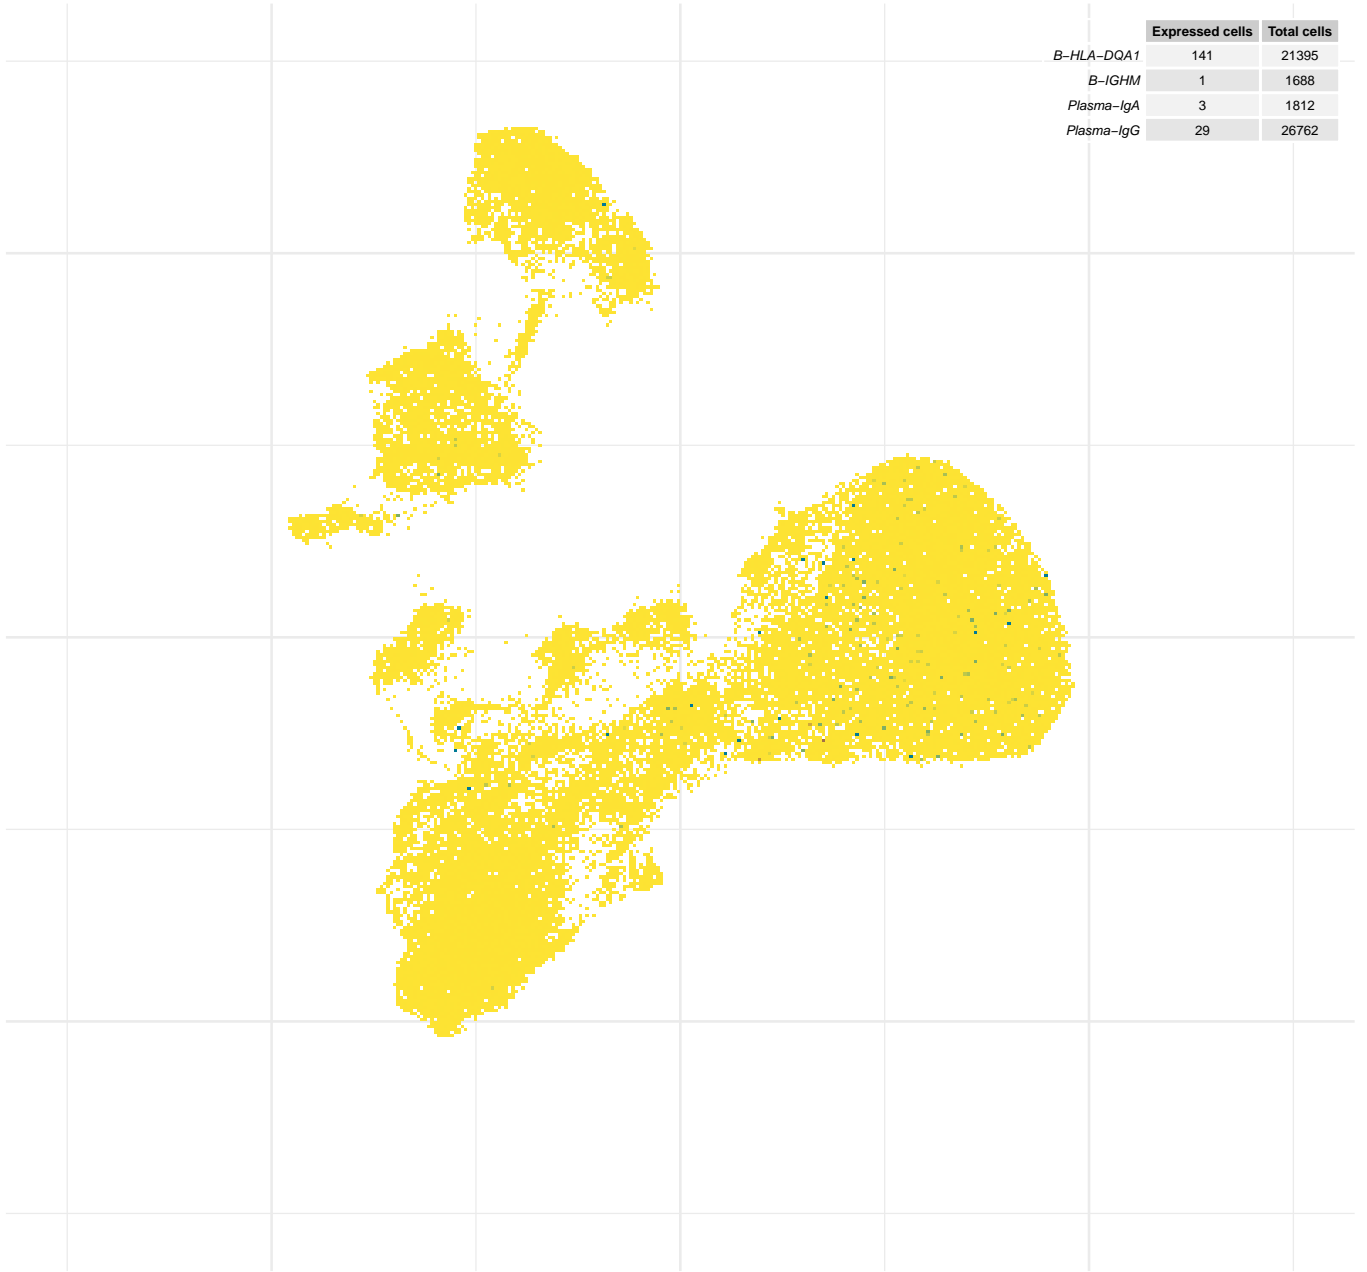 Expressed cells Total cells
B−HLA−DQA1 141 21395
B−IGHM 1 1688
Plasma−IgA 3 1812
Plasma−IgG 29 26762